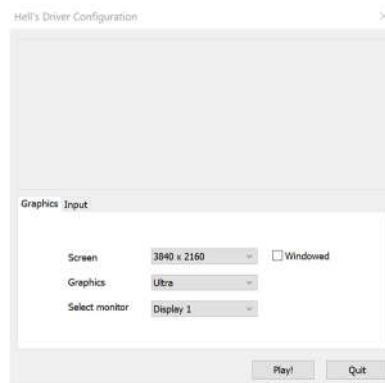 Hell's Driver Configuration
Graphics Input
Screen 3840 x 2160 Windowed
Graphics Ultra
Select monitor Display 1
Play! Quit